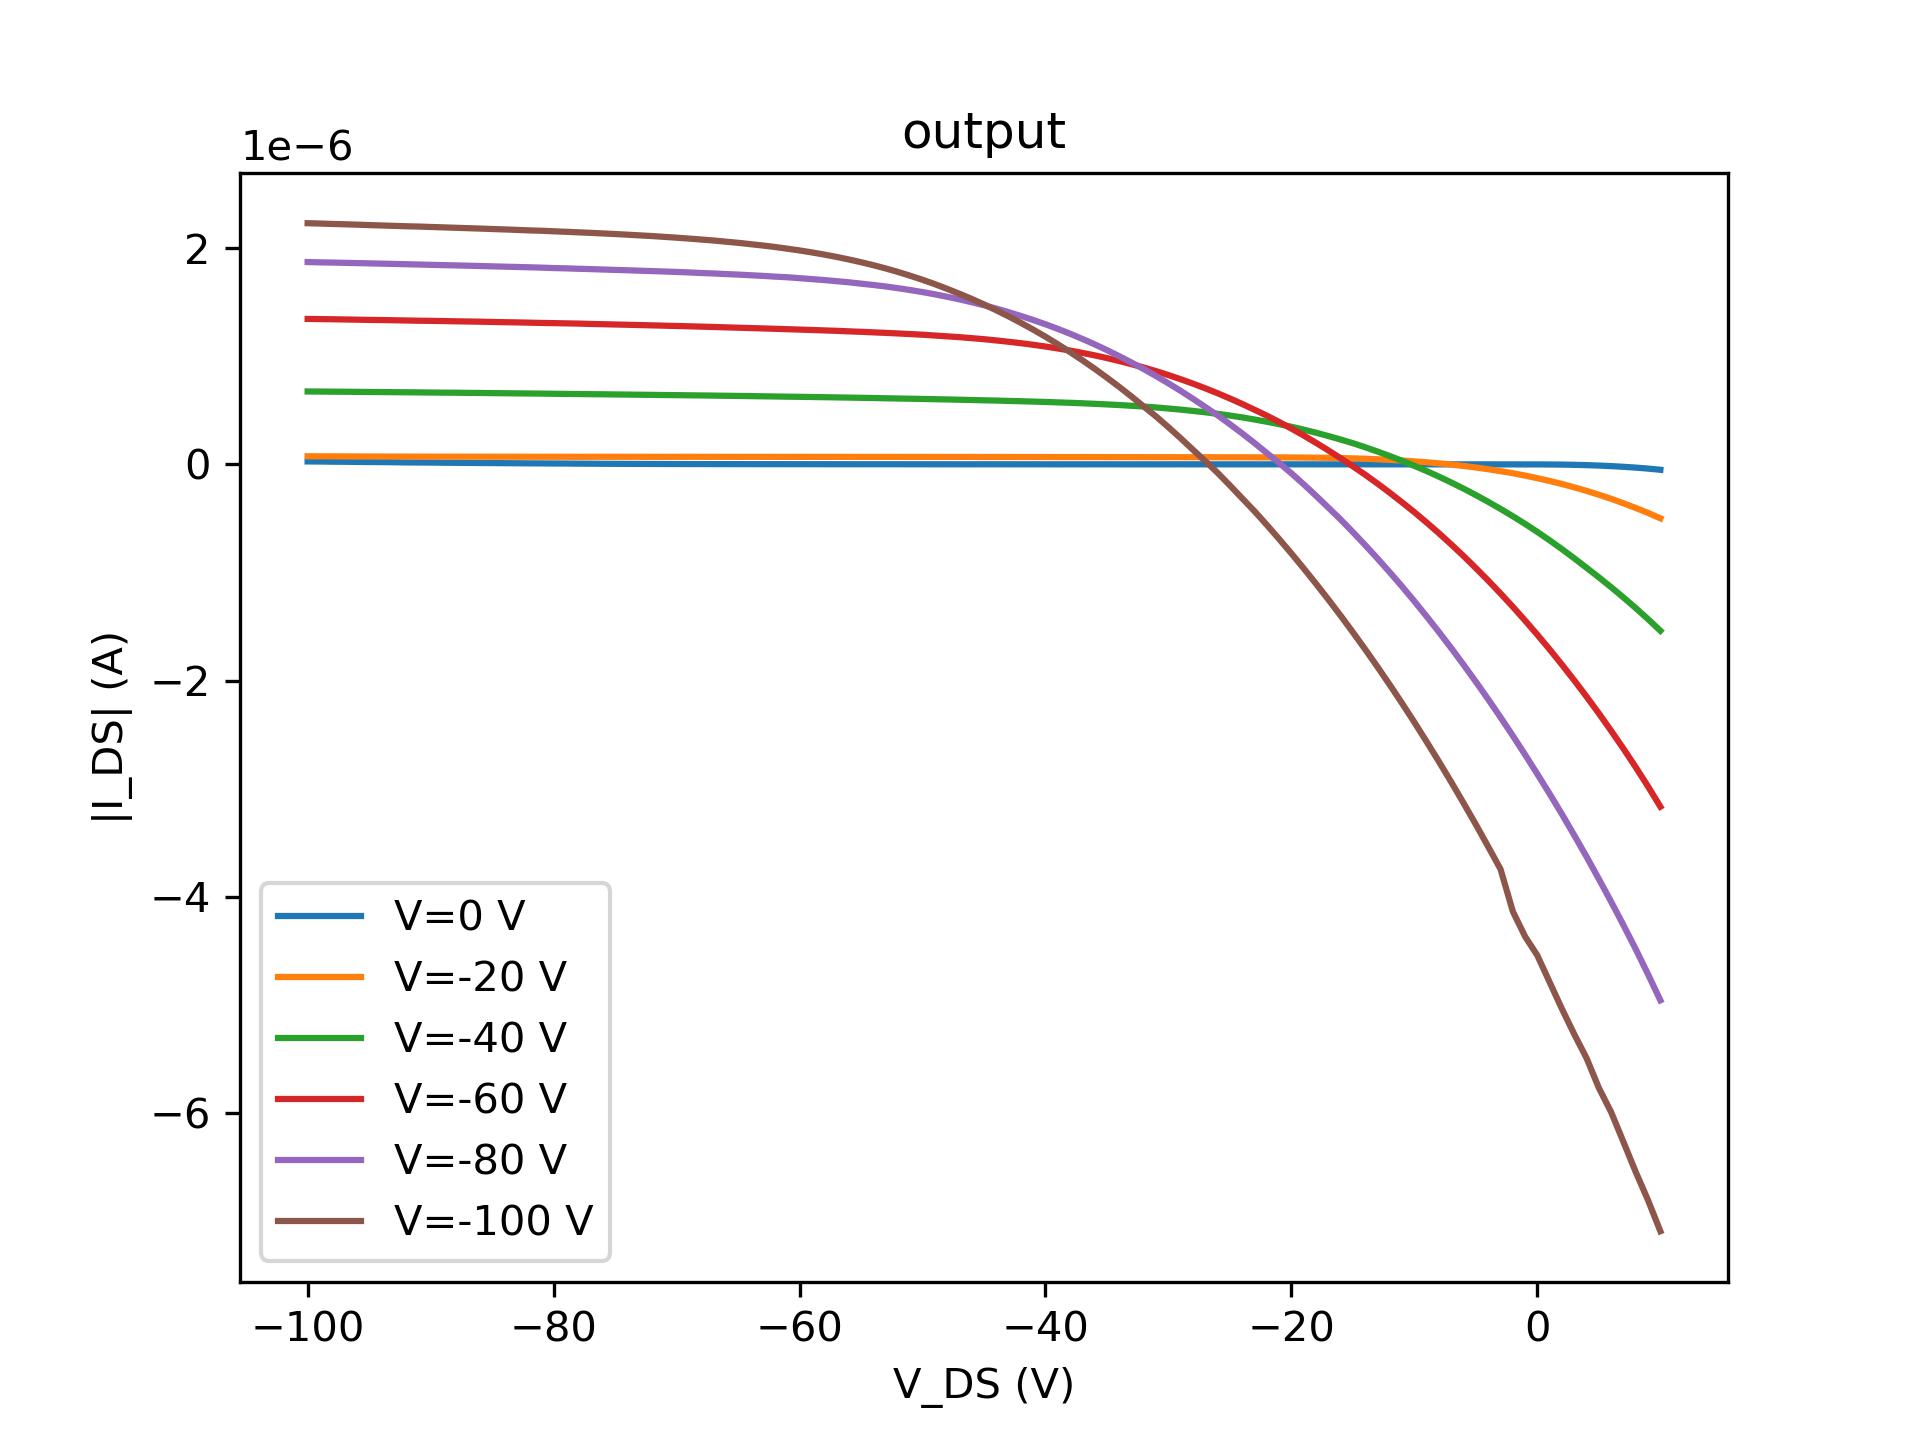 output
1e−6
2
0
−2
−4
−6
|I_DS| (A)
V=0 V
V=-20 V
V=-40 V
V=-60 V
V=-80 V
V=-100 V
−100 −80 −60 −40 −20 0
V_DS (V)